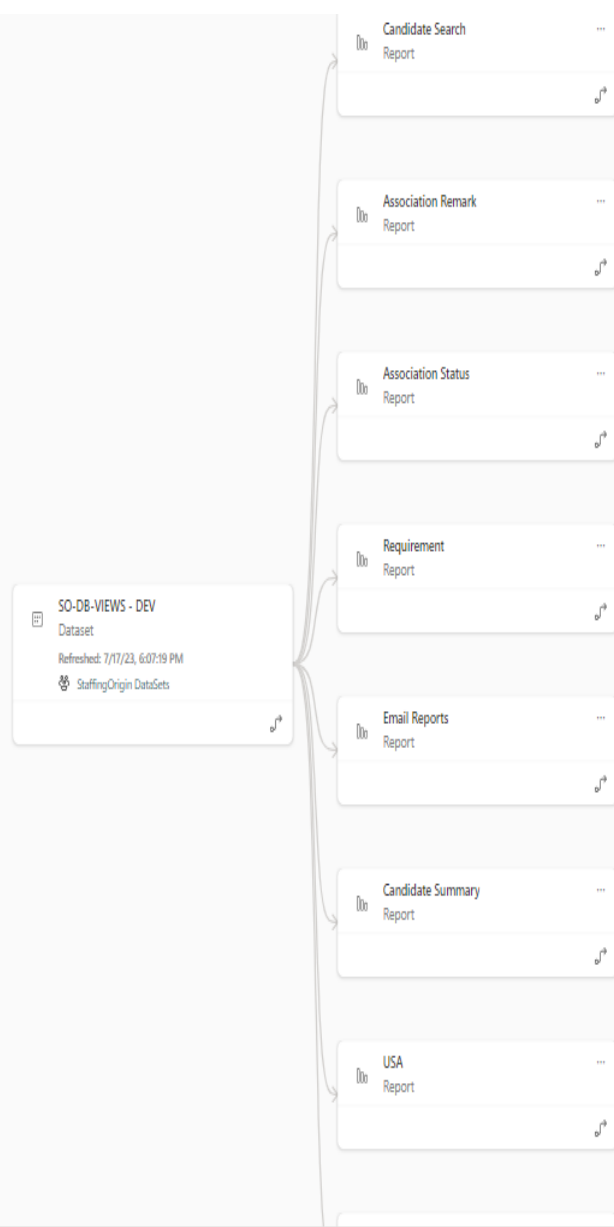 Candidate Search
Report
Association Remark
Report
Association Status
Report
Requirement
Report
SO-DB-VIEWS - DEV
Dataset
Refreshed: 7/17/23, 6:07:19 PM
StaffingOrigin DataSets
Email Reports
Report
Candidate Summary
Report
USA
Report